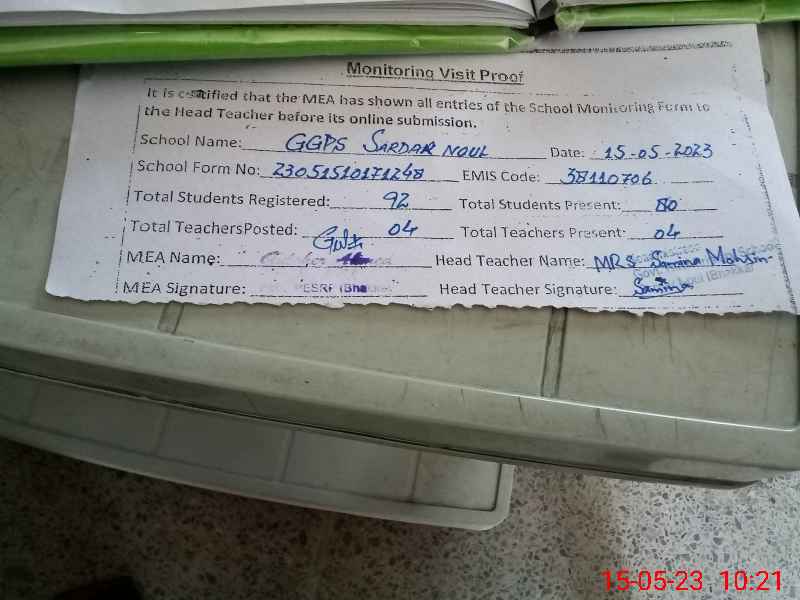 Monitoring Visit Proof
It is certified that the MEA has shown all entries of the School Monitoring Form to
the Head Teacher before its online submission.
School Name: GGPS SARDAR NOUL Date: 15-05-2023
School Form No: 23051510171248 EMIS Code: 38110706
Total Students Registered: 92 Total Students Present: 80
Total TeachersPosted: 04 Total Teachers Present: 04
MEA Name: Head Teacher Name: MRS Samina Mohsin
MEA Signature: Head Teacher Signature: Samina
15-05-23 10:21